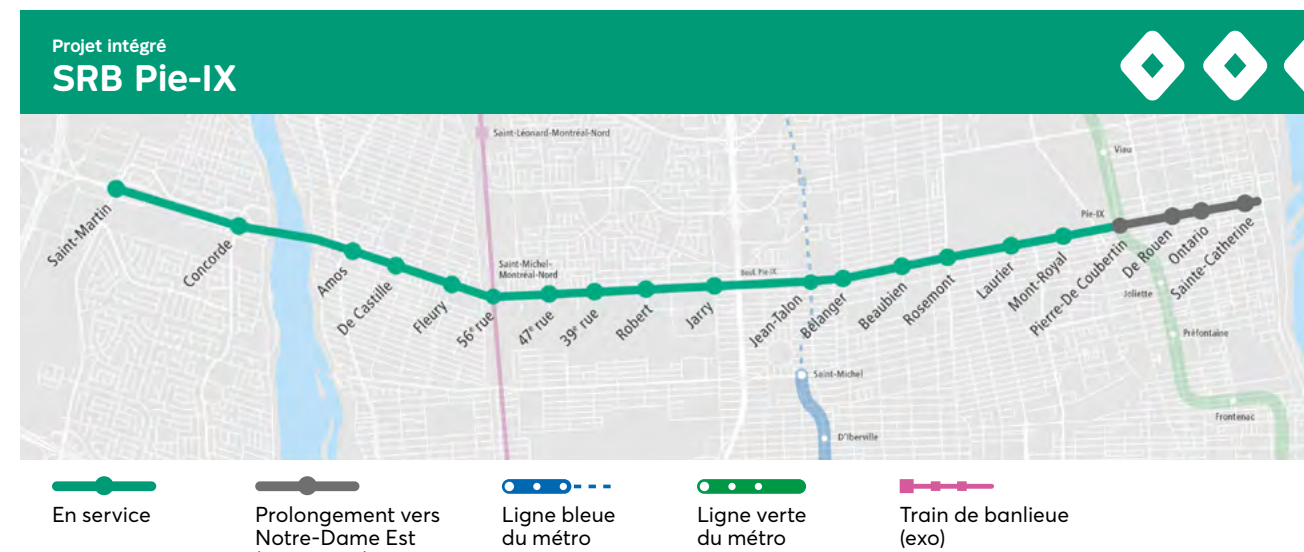 Projet intégré
SRB Pie-IX
Saint-Léonard-Montréal-Nord
Viau
Saint-Martin
Concorde
Amos
De Castille
Fleury
56e rue
Saint-Michel-
Montréal-Nord
47e rue
39e rue
Robert
Jarry
Boul. Pie-IX
Jean-Talon
Bélanger
Beaubien
Rosemont
Laurier
Mont-Royal
Pie-IX
Pierre-De Coubertin
De Rouen
Ontario
Sainte-Catherine
Joliette
Préfontaine
Saint-Michel
Frontenac
D'Iberville
En service
Prolongement vers
Notre-Dame Est
Ligne bleue
du métro
Ligne verte
du métro
Train de banlieue
(exo)